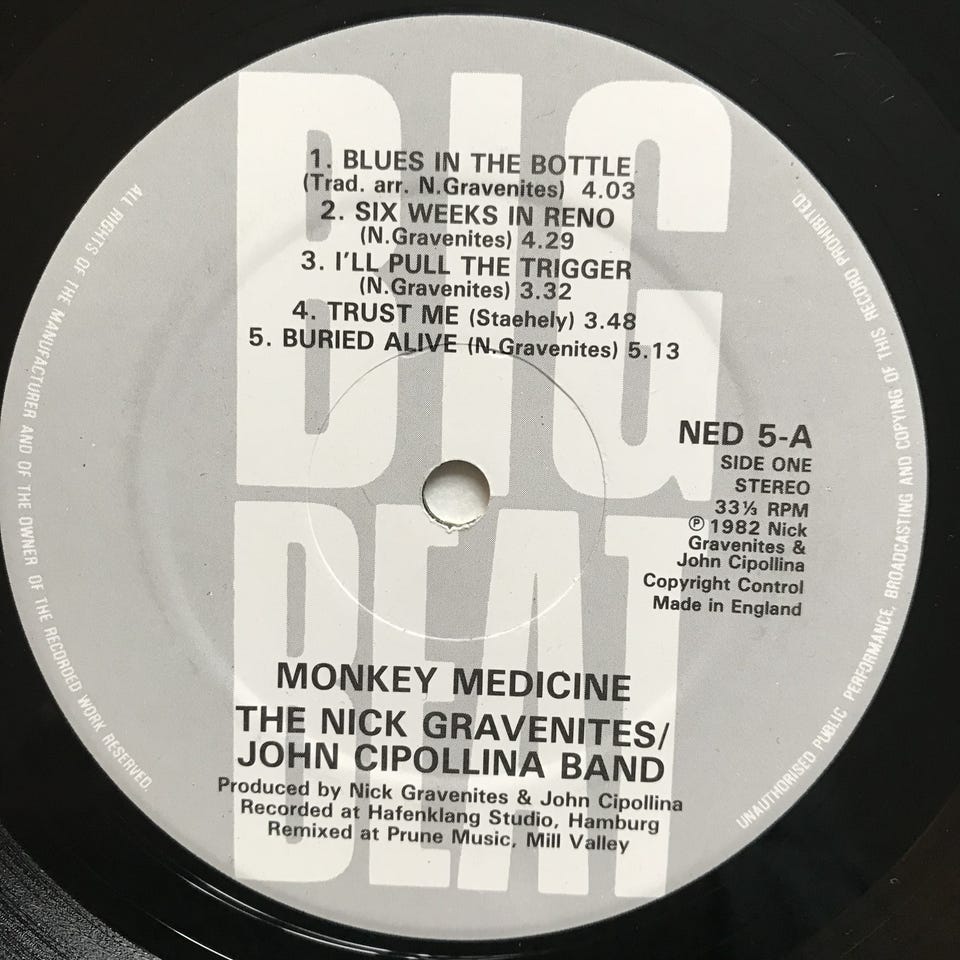 BIG
BEAT
1. BLUES IN THE BOTTLE
(Trad. arr. N.Gravenites) 4.03
2. SIX WEEKS IN RENO
(N.Gravenites) 4.29
3. I'LL PULL THE TRIGGER
(N.Gravenites) 3.32
4. TRUST ME (Staehely) 3.48
5. BURIED ALIVE (N.Gravenites) 5.13
NED 5-A
SIDE ONE
STEREO
33⅓ RPM
℗ 1982 Nick
Gravenites &
John Cipollina
Copyright Control
Made in England
MONKEY MEDICINE
THE NICK GRAVENITES/
JOHN CIPOLLINA BAND
Produced by Nick Gravenites & John Cipollina
Recorded at Hafenklang Studio, Hamburg
Remixed at Prune Music, Mill Valley
ALL RIGHTS OF THE MANUFACTURER AND OF THE OWNER OF THE RECORDED WORK RESERVED.
UNAUTHORISED PUBLIC PERFORMANCE, BROADCASTING AND COPYING OF THIS RECORD PROHIBITED.